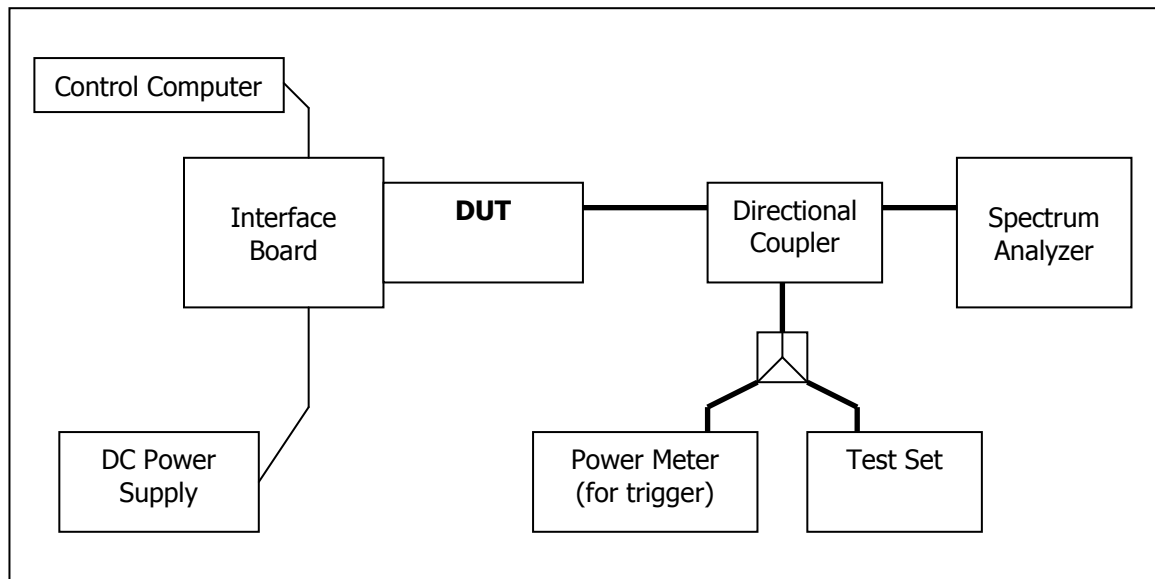 Control Computer
Interface
Board
DUT
Directional
Coupler
Spectrum
Analyzer
DC Power
Supply
Power Meter
(for trigger)
Test Set